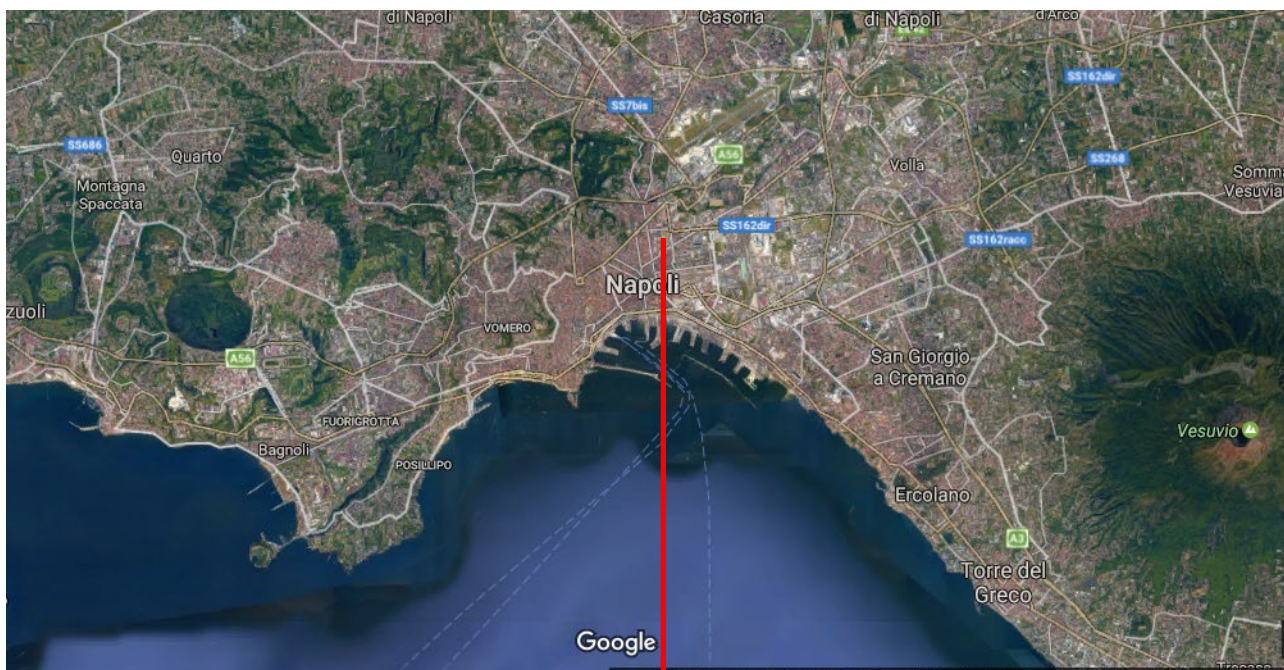 di Napoli
Casoria
di Napoli
d'Arco
SS7bis
SS162dir
SS686
Quarto
A56
Volla
SS268
Montagna
Spaccata
Somma
Vesuvia
SS162dir
SS162racc
Napoli
zuoli
VOMERO
A56
San Giorgio
a Cremano
FUORIGROTTA
Bagnoli
Vesuvio
POSILLIPO
Ercolano
A3
Torre del
Greco
Google